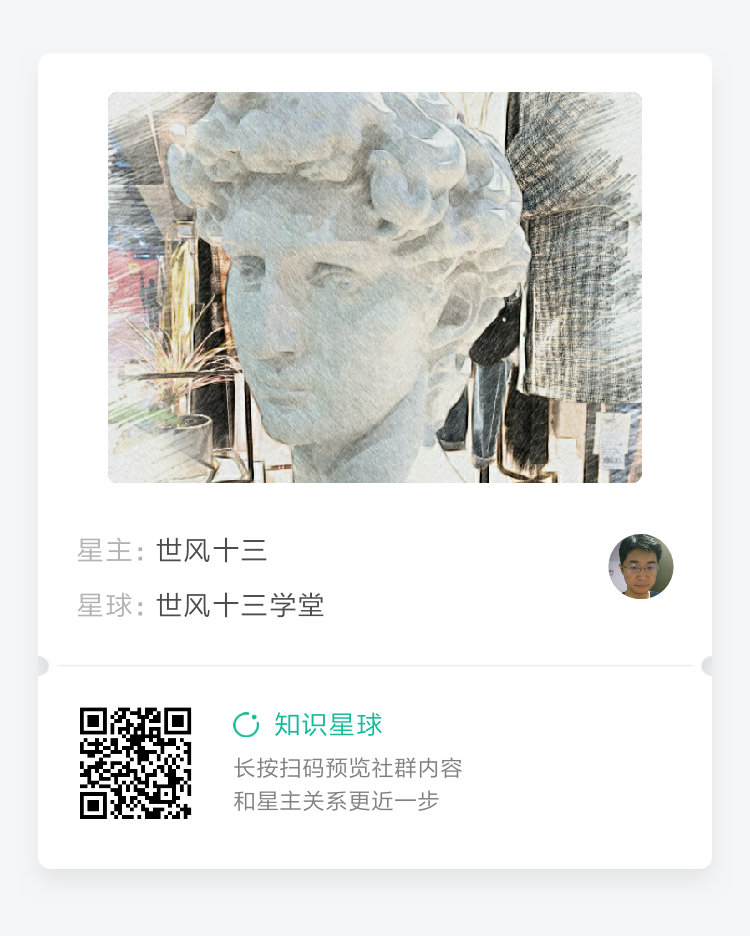 星主：世风十三
星球：世风十三学堂
知识星球
长按扫码预览社群内容
和星主关系更近一步